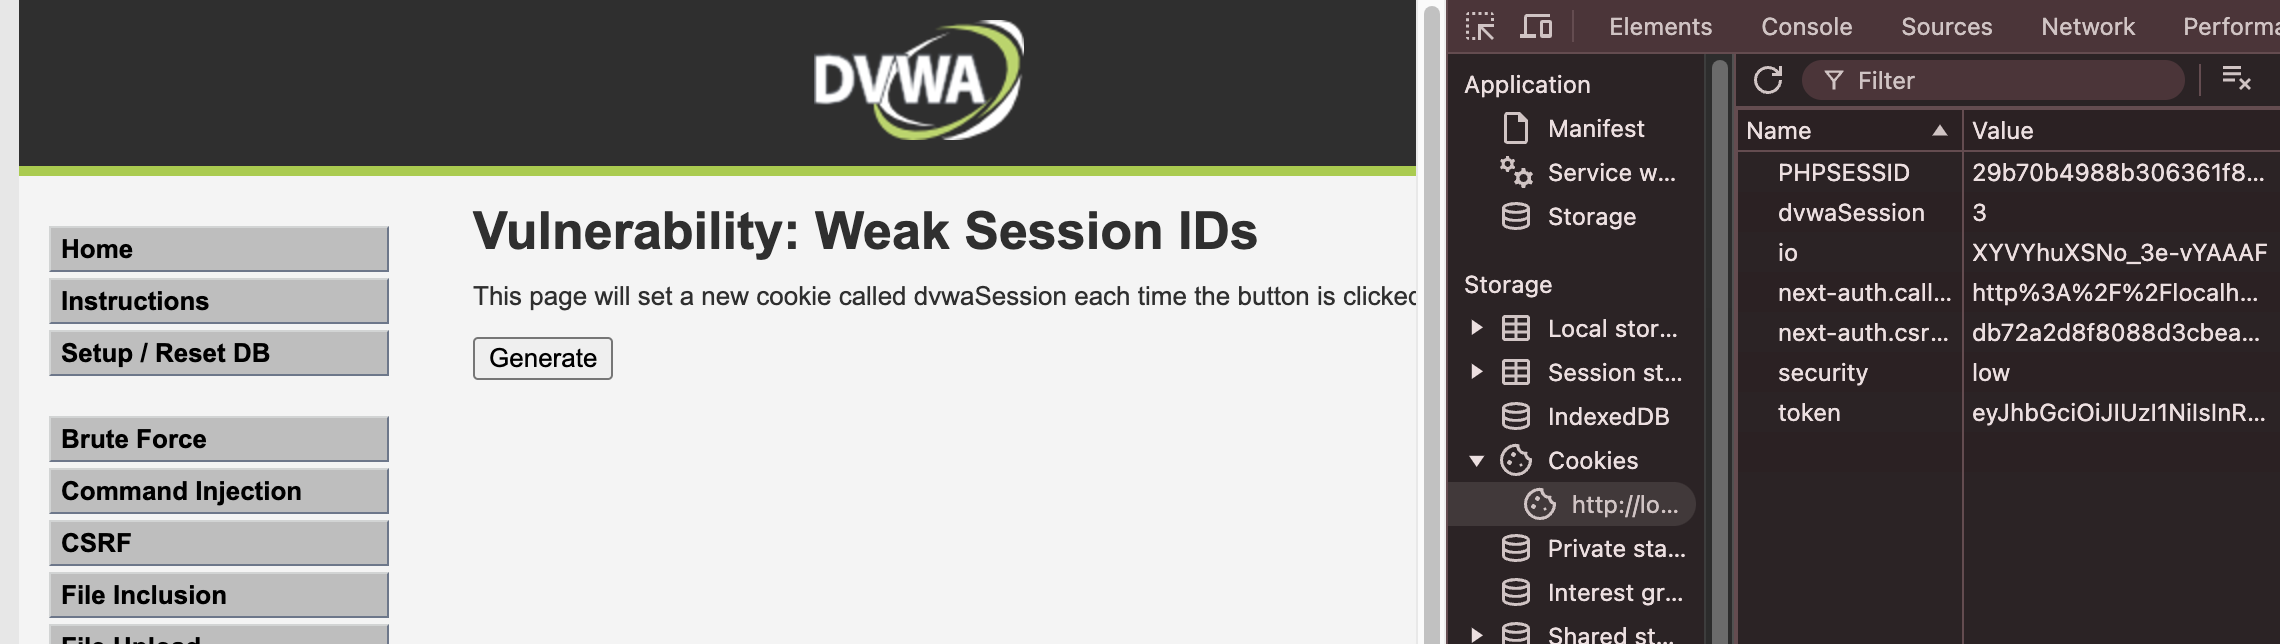 DVWA
Home
Instructions
Setup / Reset DB
Brute Force
Command Injection
CSRF
File Inclusion
File Upload
Vulnerability: Weak Session IDs
This page will set a new cookie called dvwaSession each time the button is clicked
Generate
Elements Console Sources Network Performa
Application
Manifest
Service w...
Storage
Storage
Local stor...
Session st...
IndexedDB
Cookies
http://lo...
Private sta...
Interest gr...
Shared st...
Filter
Name Value
PHPSESSID 29b70b4988b306361f8...
dvwaSession 3
io XYVYhuXSNo_3e-vYAAAF
next-auth.call... http%3A%2F%2Flocalh...
next-auth.csr... db72a2d8f8088d3cbea...
security low
token eyJhbGciOiJIUzI1NiIsInR...